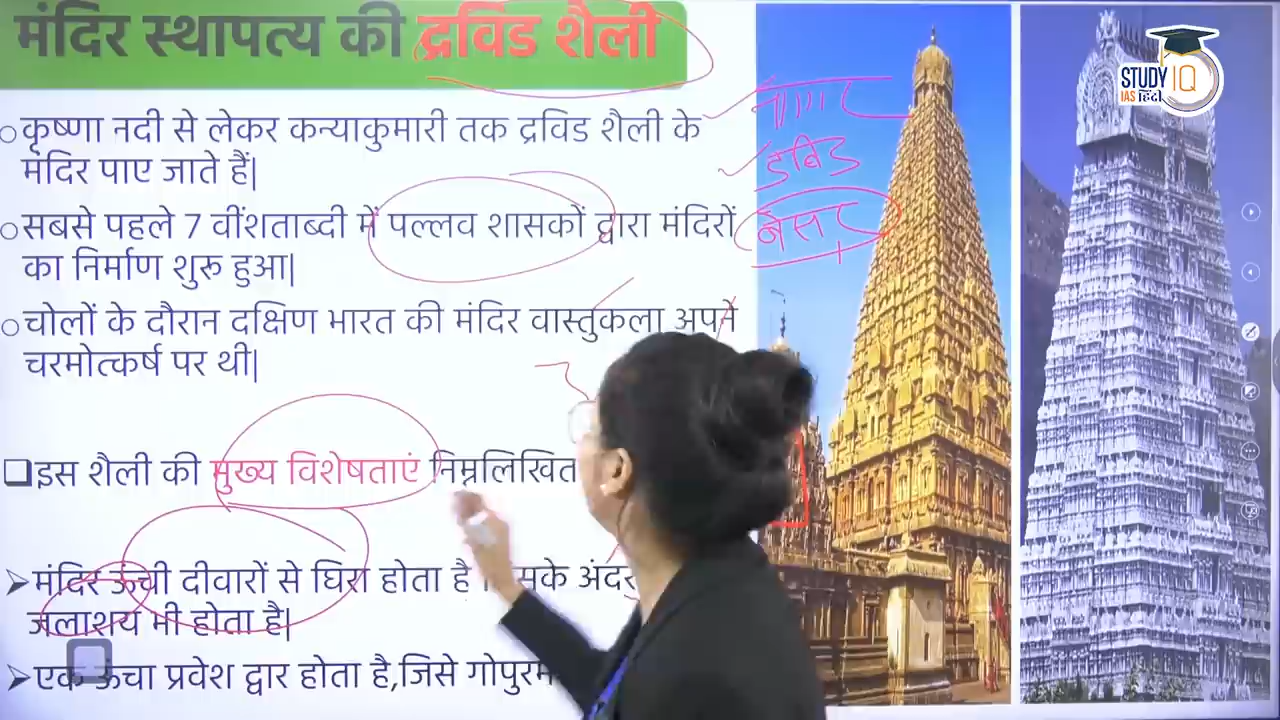 मंदिर स्थापत्य की द्रविड शैली
कृष्णा नदी से लेकर कन्याकुमारी तक द्रविड शैली के
मंदिर पाए जाते हैं|
सबसे पहले 7 वींशताब्दी में पल्लव शासकों द्वारा मंदिरों
का निर्माण शुरू हुआ|
चोलों के दौरान दक्षिण भारत की मंदिर वास्तुकला अपने
चरमोत्कर्ष पर थी|
इस शैली की मुख्य विशेषताएं निम्नलिखित
मंदिर ऊंची दीवारों से घिरा होता है
जलाशय भी होता है|
एक ऊंचा प्रवेश द्वार होता है,जिसे
नागर
द्रविड
बेसर
STUDY IQ
IAS हिंदी